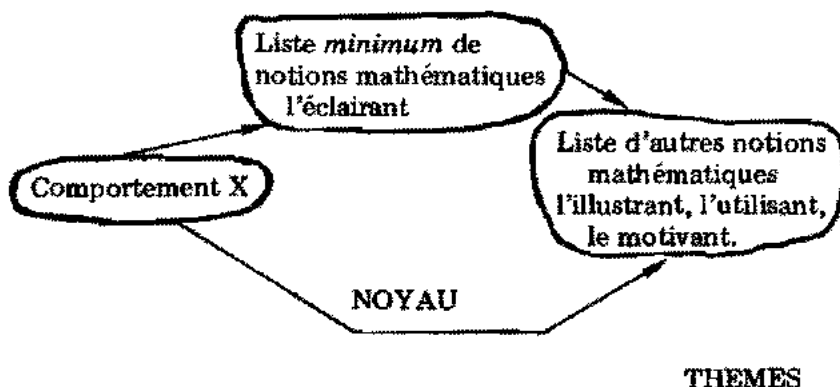 Liste minimum de
notions mathématiques
l'éclairant
Comportement X
Liste d'autres notions
mathématiques
l'illustrant, l'utilisant,
le motivant.
NOYAU
THEMES